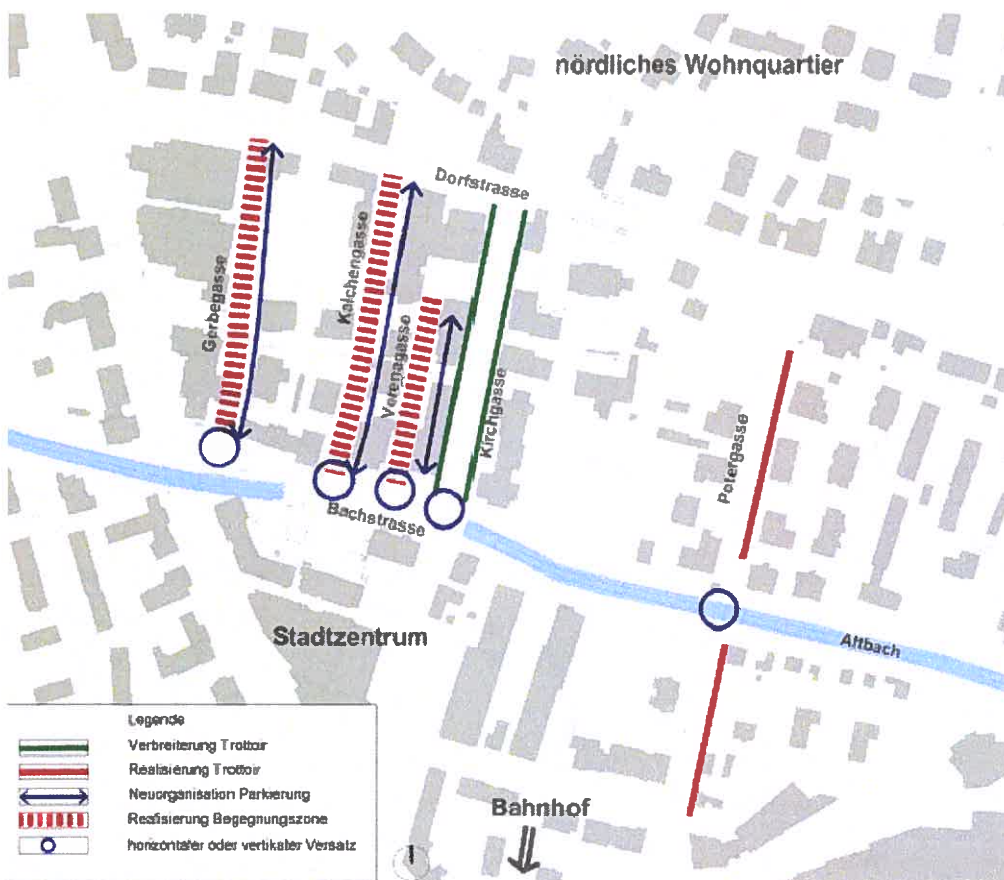 nördliches Wohnquartier
Dorfstrasse
Gerbegasse
Kalchengasse
Verenagasse
Kirchgasse
Petergasse
Bachstrasse
Altbach
Stadtzentrum
Bahnhof
Legende
Verbreiterung Trottoir
Realisierung Trottoir
Neuorganisation Parkierung
Realisierung Begegnungszone
horizontaler oder vertikaler Versatz